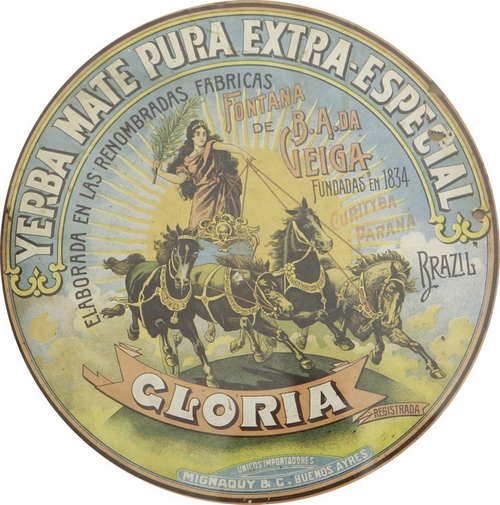 YERBA MATE PURA EXTRA-ESPECIAL
ELABORADA EN LAS RENOMBRADAS FABRICAS
FONTANA
DE B.A.DA
VEIGA
FUNDADAS EN 1834
CURITYBA
PARANÁ
BRAZIL
GLORIA
REGISTRADA
UNICOS IMPORTADORES
MIGNAQUY & C. BUENOS AYRES